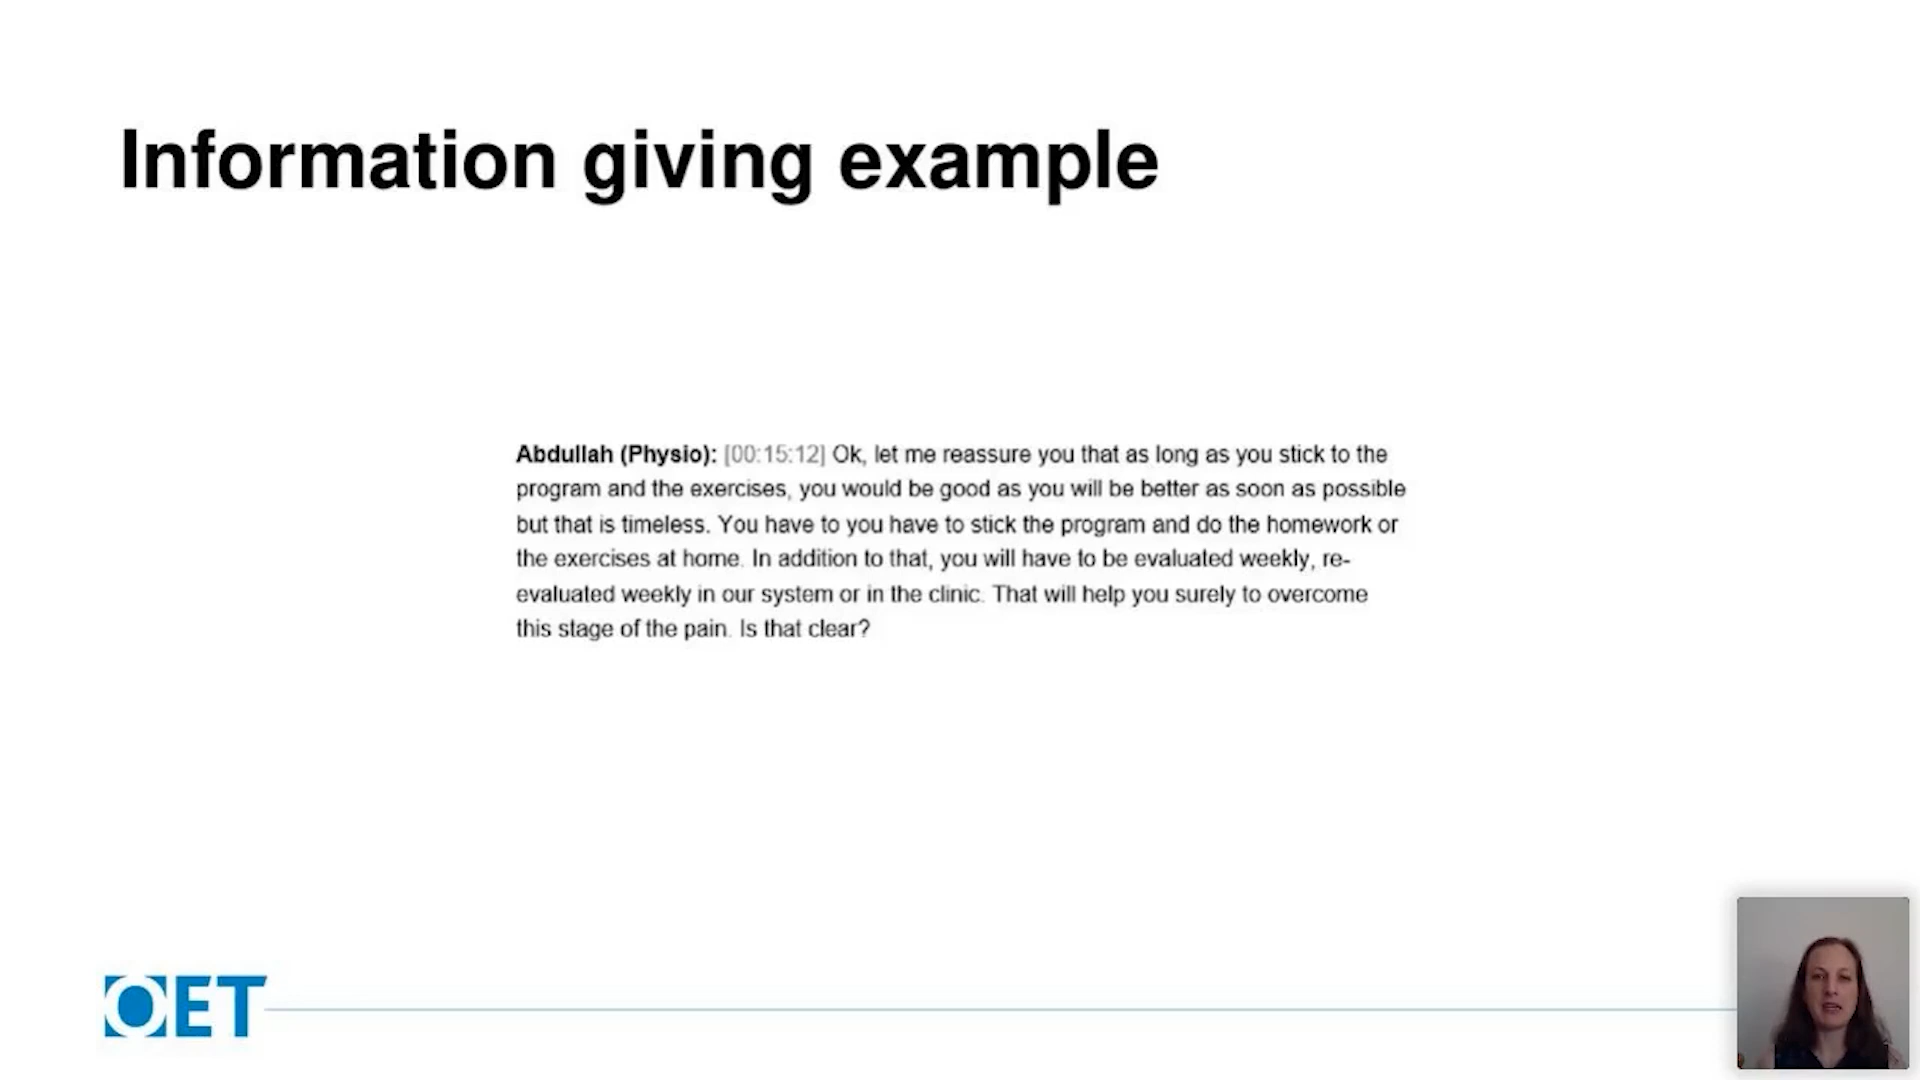 Information giving example
Abdullah (Physio): [00:15:12] Ok, let me reassure you that as long as you stick to the
program and the exercises, you would be good as you will be better as soon as possible
but that is timeless. You have to you have to stick the program and do the homework or
the exercises at home. In addition to that, you will have to be evaluated weekly, re-
evaluated weekly in our system or in the clinic. That will help you surely to overcome
this stage of the pain. Is that clear?
OET